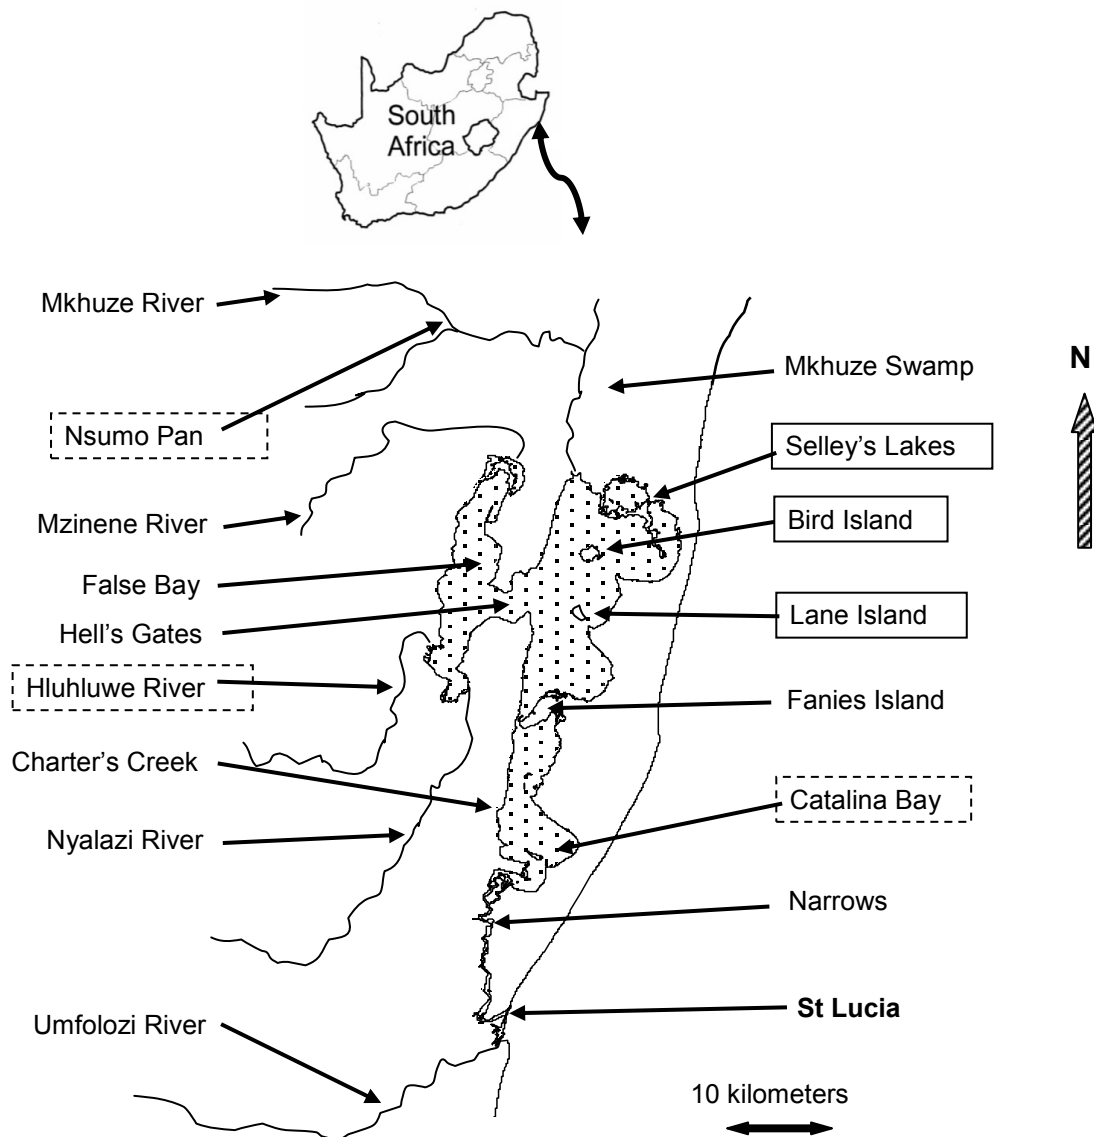 South
Africa
Mkhuze River
N
Mkhuze Swamp
Nsumo Pan
Selley's Lakes
Mzinene River
Bird Island
False Bay
Lane Island
Hell's Gates
Hluhluwe River
Fanies Island
Charter's Creek
Catalina Bay
Nyalazi River
Narrows
St Lucia
Umfolozi River
10 kilometers